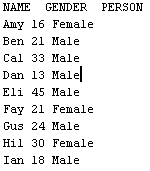 NAME GENDER PERSON
Amy 16 Female
Ben 21 Male
Cal 33 Male
Dan 13 Male
Eli 45 Male
Fay 21 Female
Gus 24 Male
Hil 30 Female
Ian 18 Male